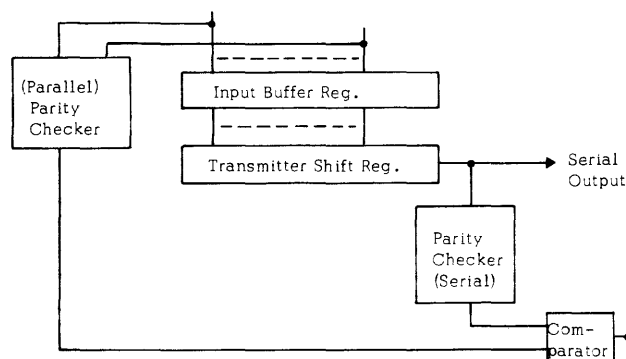 (Parallel)
Parity
Checker
Input Buffer Reg.
Transmitter Shift Reg.
Serial
Output
Parity
Checker
(Serial)
Com-
parator